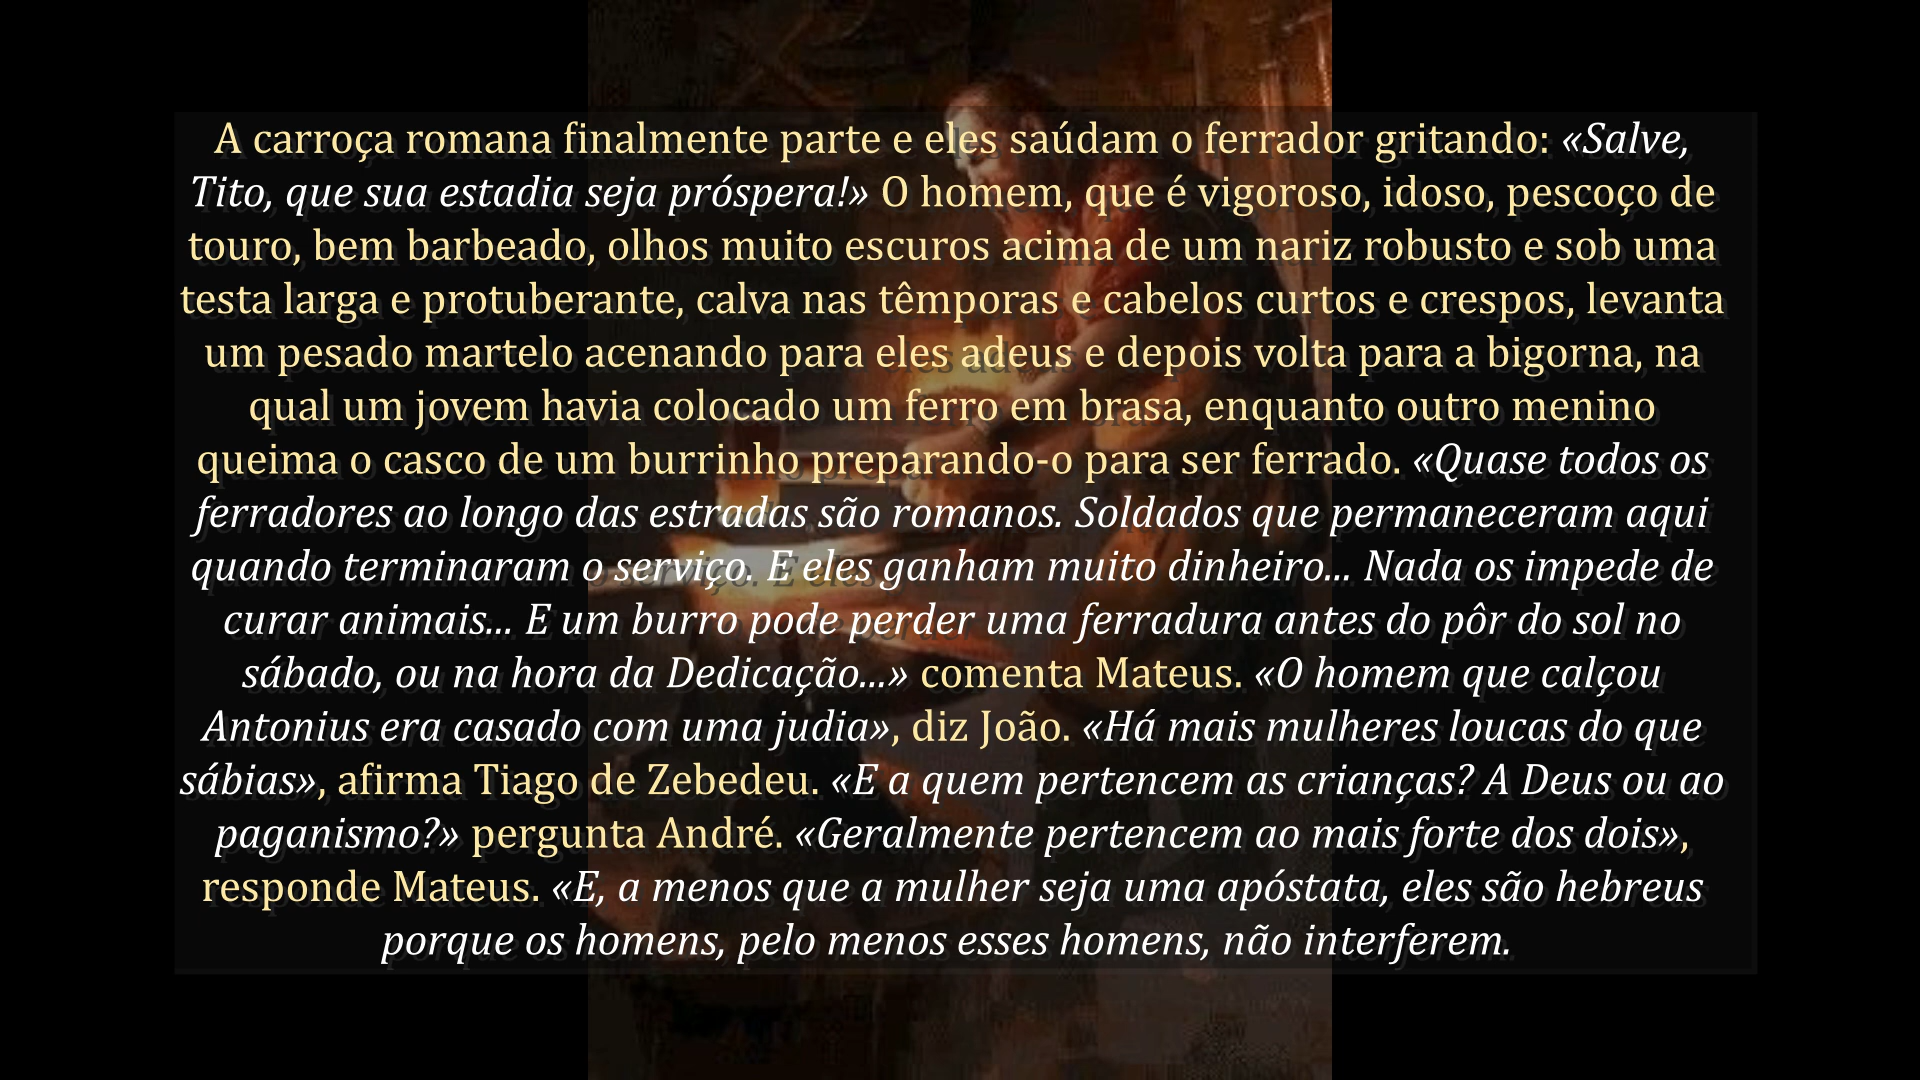 A carroça romana finalmente parte e eles saúdam o ferrador gritando: «Salve,
Tito, que sua estadia seja próspera!» O homem, que é vigoroso, idoso, pescoço de
touro, bem barbeado, olhos muito escuros acima de um nariz robusto e sob uma
testa larga e protuberante, calva nas têmporas e cabelos curtos e crespos, levanta
um pesado martelo acenando para eles adeus e depois volta para a bigorna, na
qual um jovem havia colocado um ferro em brasa, enquanto outro menino
queima o casco de um burrinho preparando-o para ser ferrado. «Quase todos os
ferradores ao longo das estradas são romanos. Soldados que permaneceram aqui
quando terminaram o serviço. E eles ganham muito dinheiro... Nada os impede de
curar animais... E um burro pode perder uma ferradura antes do pôr do sol no
sábado, ou na hora da Dedicação...» comenta Mateus. «O homem que calçou
Antonius era casado com uma judia», diz João. «Há mais mulheres loucas do que
sábias», afirma Tiago de Zebedeu. «E a quem pertencem as crianças? A Deus ou ao
paganismo?» pergunta André. «Geralmente pertencem ao mais forte dos dois»,
responde Mateus. «E, a menos que a mulher seja uma apóstata, eles são hebreus
porque os homens, pelo menos esses homens, não interferem.